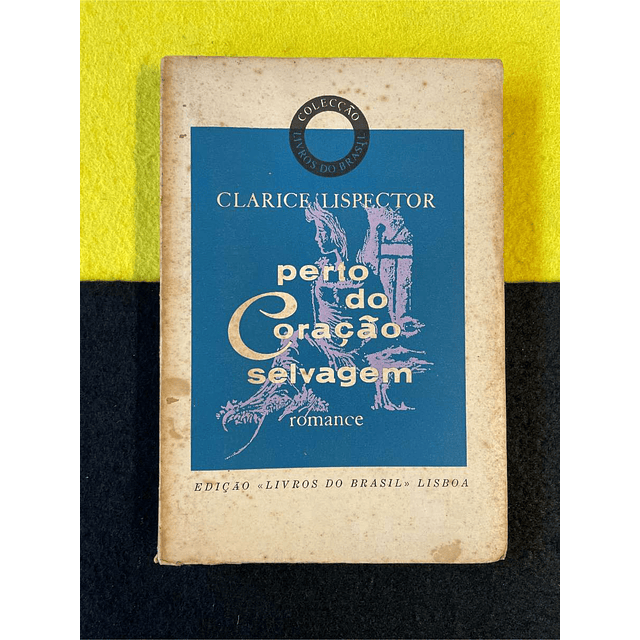 COLECÇÃO
LIVROS DO BRASIL
CLARICE LISPECTOR
perto
do
Coração
selvagem
romance
EDIÇÃO «LIVROS DO BRASIL» LISBOA